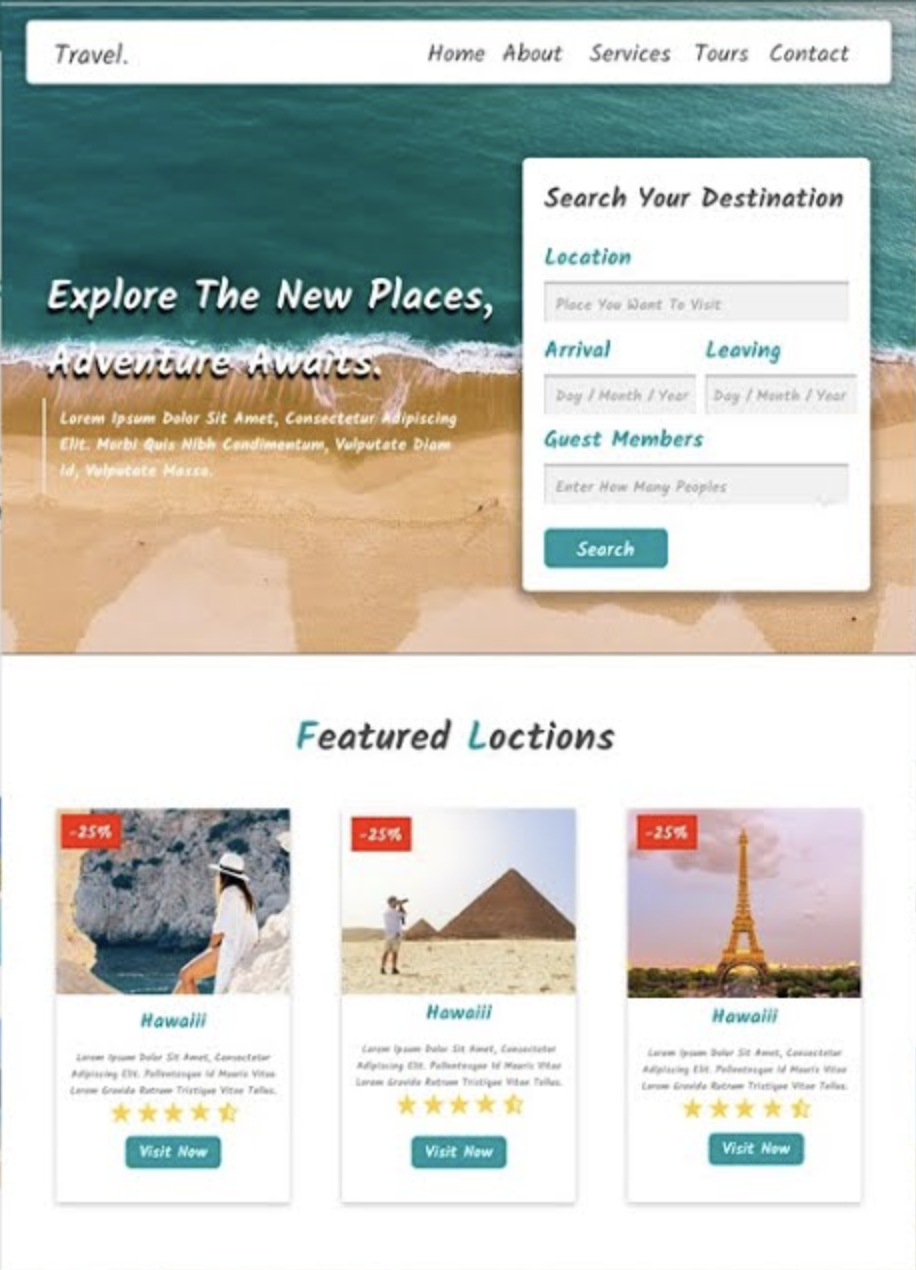 Travel.
Home About Services Tours Contact
Explore The New Places,
Adventure Awaits.
Lorem Ipsum Dolor Sit Amet, Consectetur Adipiscing
Elit. Morbi Quis Nibh Condimentum, Vulputate Diam
Id, Vulputate Massa.
Search Your Destination
Location
Place You Want To Visit
Arrival Leaving
Day / Month / Year Day / Month / Year
Guest Members
Enter How Many Peoples
Search
Featured Loctions
-25%
Hawaiii
Lorem Ipsum Dolor Sit Amet, Consectetur
Adipiscing Elit. Pellentesque Id Mauris Vitae
Lorem Gravida Rutrum Tristique Vitae Tellus.
Visit Now
-25%
Hawaiii
Lorem Ipsum Dolor Sit Amet, Consectetur
Adipiscing Elit. Pellentesque Id Mauris Vitae
Lorem Gravida Rutrum Tristique Vitae Tellus.
Visit Now
-25%
Hawaiii
Lorem Ipsum Dolor Sit Amet, Consectetur
Adipiscing Elit. Pellentesque Id Mauris Vitae
Lorem Gravida Rutrum Tristique Vitae Tellus.
Visit Now